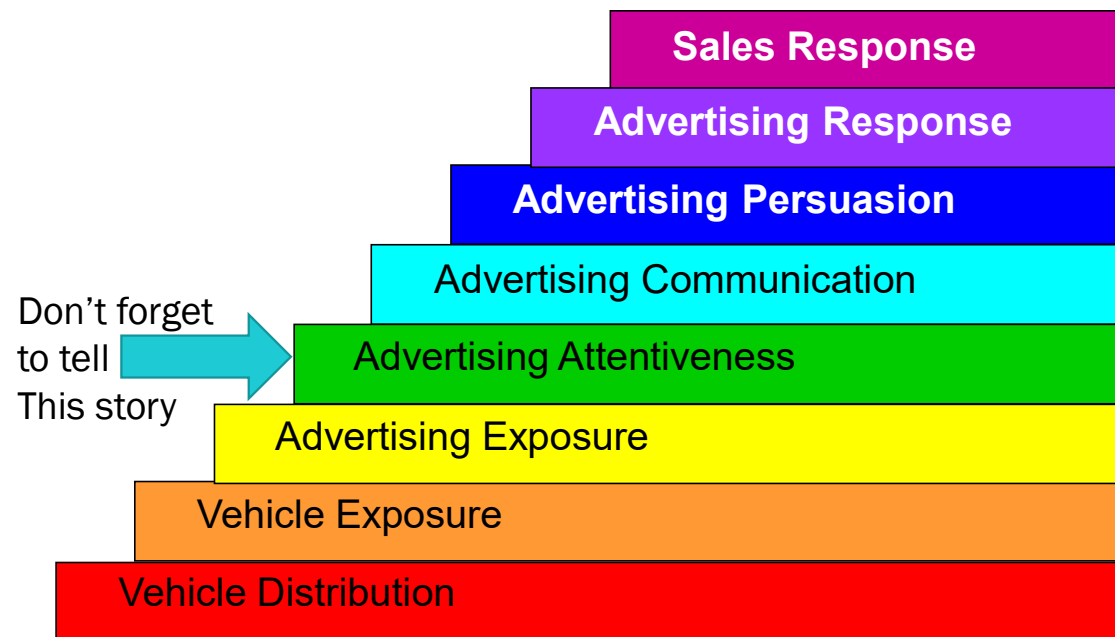 Sales Response
Advertising Response
Advertising Persuasion
Advertising Communication
Don’t forget
to tell
This story
Advertising Attentiveness
Advertising Exposure
Vehicle Exposure
Vehicle Distribution